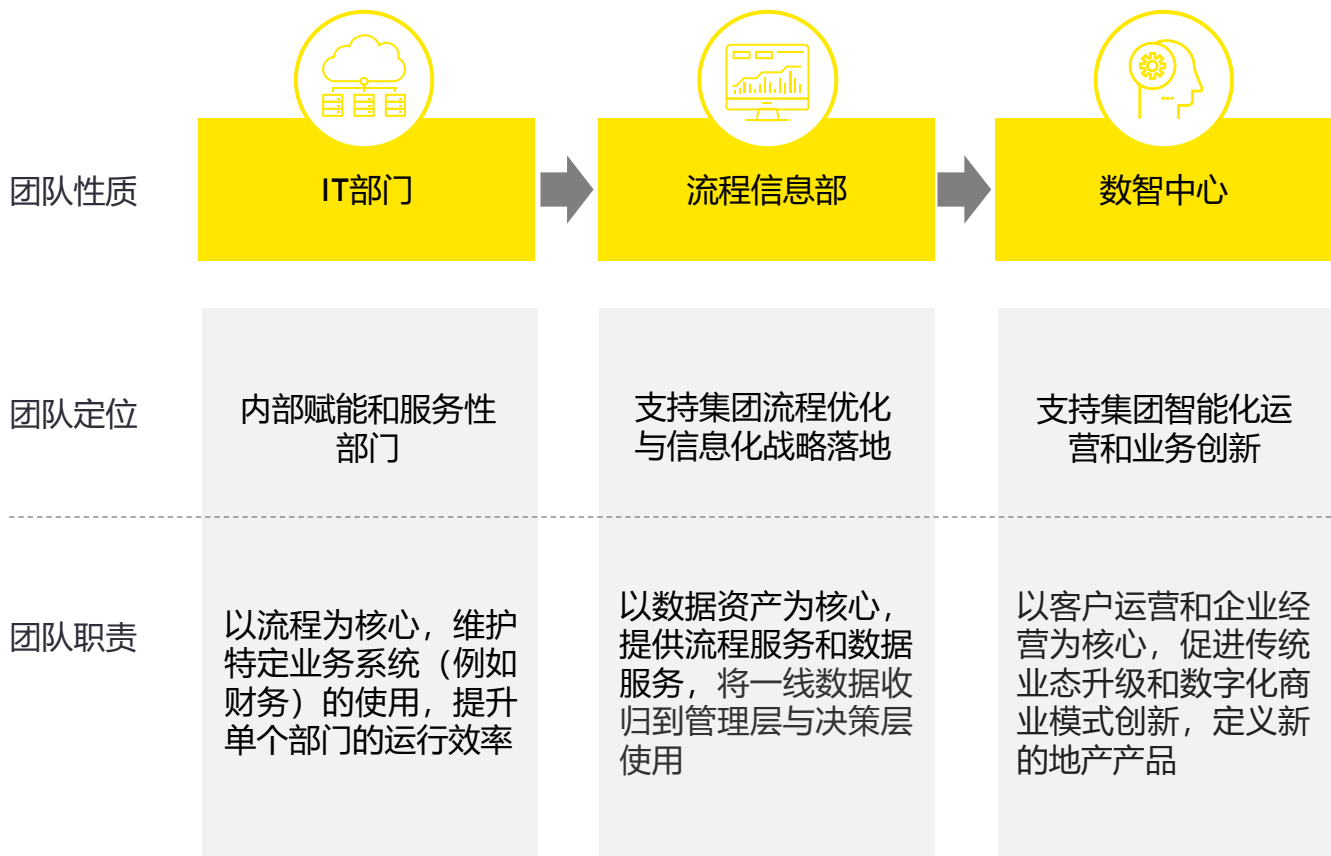 团队性质
IT部门
流程信息部
数智中心
团队定位
内部赋能和服务性
部门
支持集团流程优化
与信息化战略落地
支持集团智能化运
营和业务创新
团队职责
以流程为核心，维护
特定业务系统（例如
财务）的使用，提升
单个部门的运行效率
以数据资产为核心，
提供流程服务和数据
服务，将一线数据收
归到管理层与决策层
使用
以客户运营和企业经
营为核心，促进传统
业态升级和数字化商
业模式创新，定义新
的地产产品